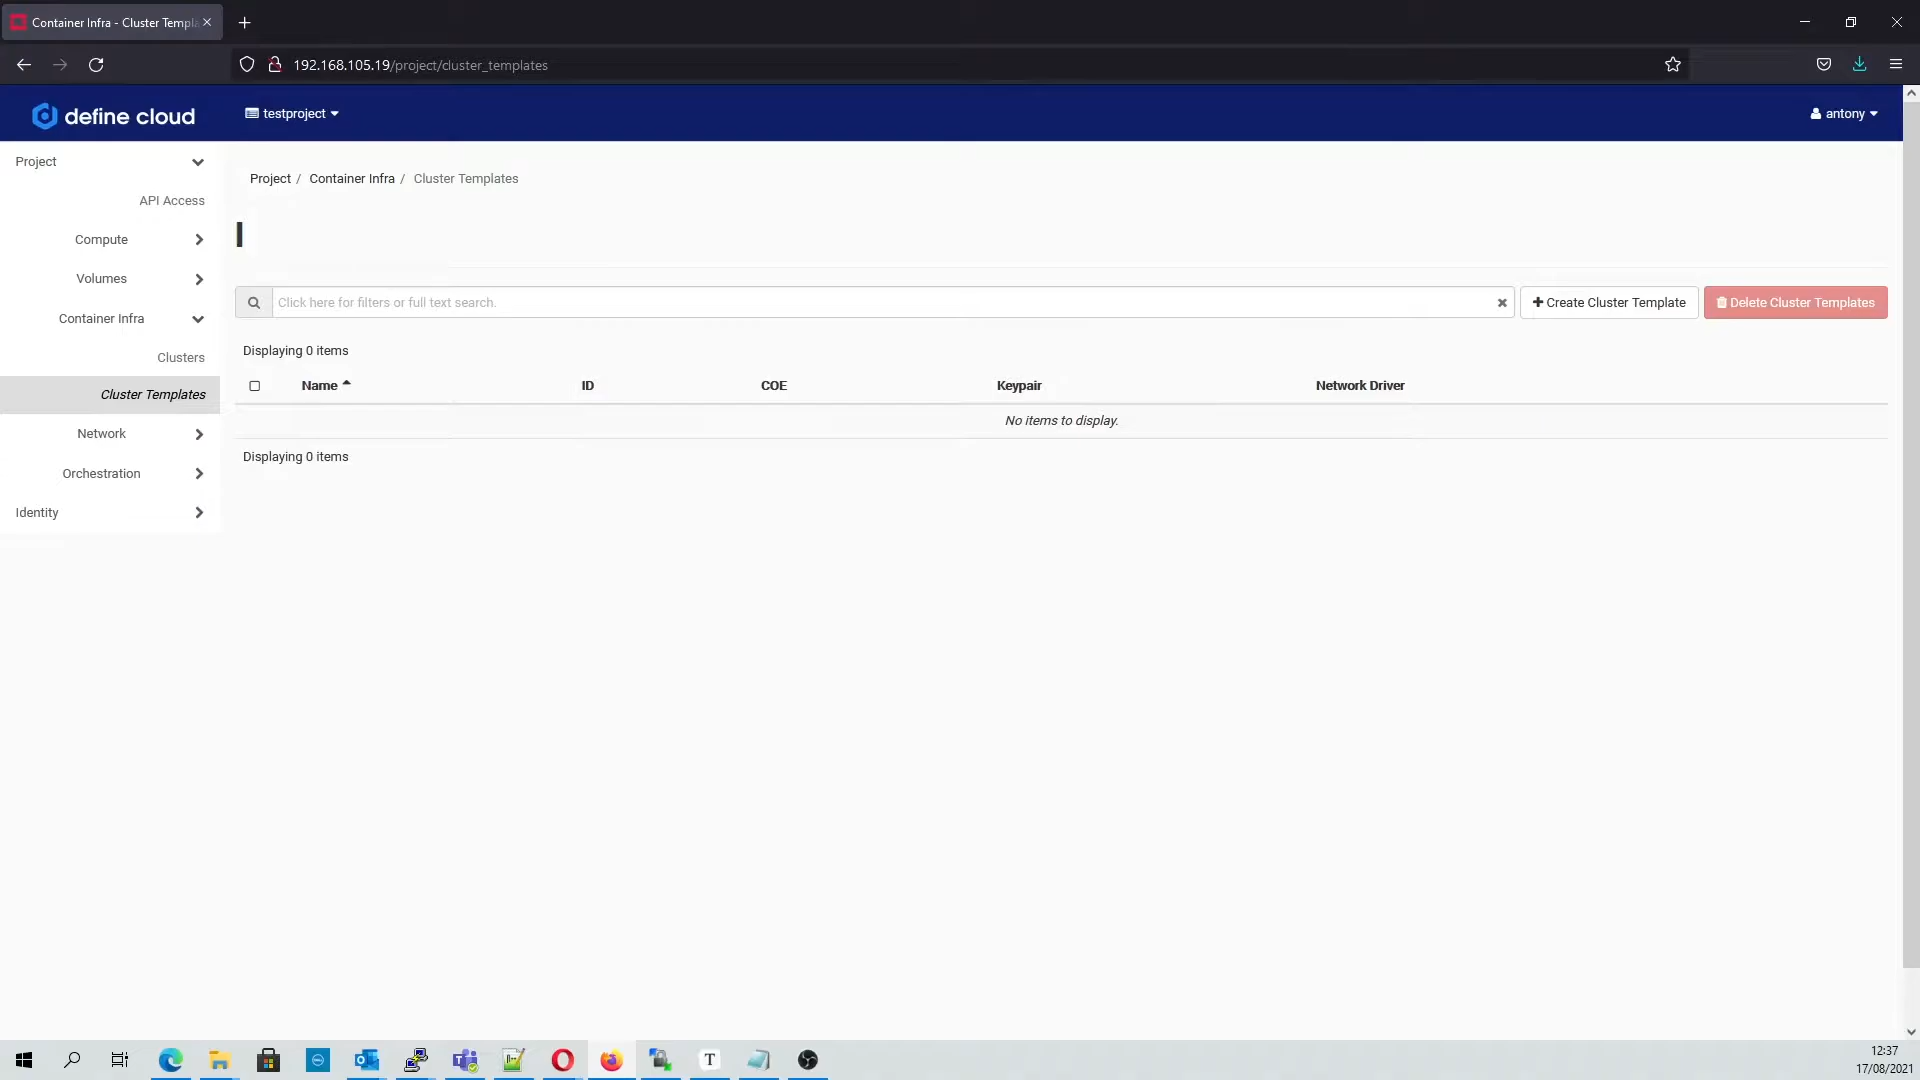 Container Infra - Cluster Templa
192.168.105.19/project/cluster_templates
define cloud
testproject
antony
Project
API Access
Compute
Volumes
Container Infra
Clusters
Cluster Templates
Network
Orchestration
Identity
Project / Container Infra / Cluster Templates
Click here for filters or full text search.
Create Cluster Template
Delete Cluster Templates
Displaying 0 items
Name ID COE Keypair Network Driver
No items to display.
Displaying 0 items
T
12:37
17/08/2021